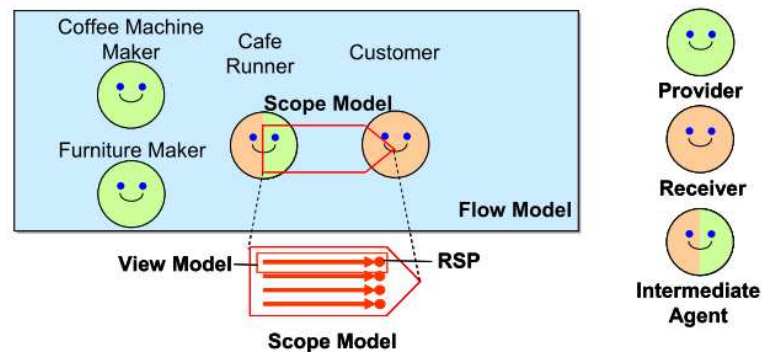 Coffee Machine
Maker
Cafe
Runner
Customer
Scope Model
Furniture Maker
Flow Model
View Model
RSP
Scope Model
Provider
Receiver
Intermediate
Agent